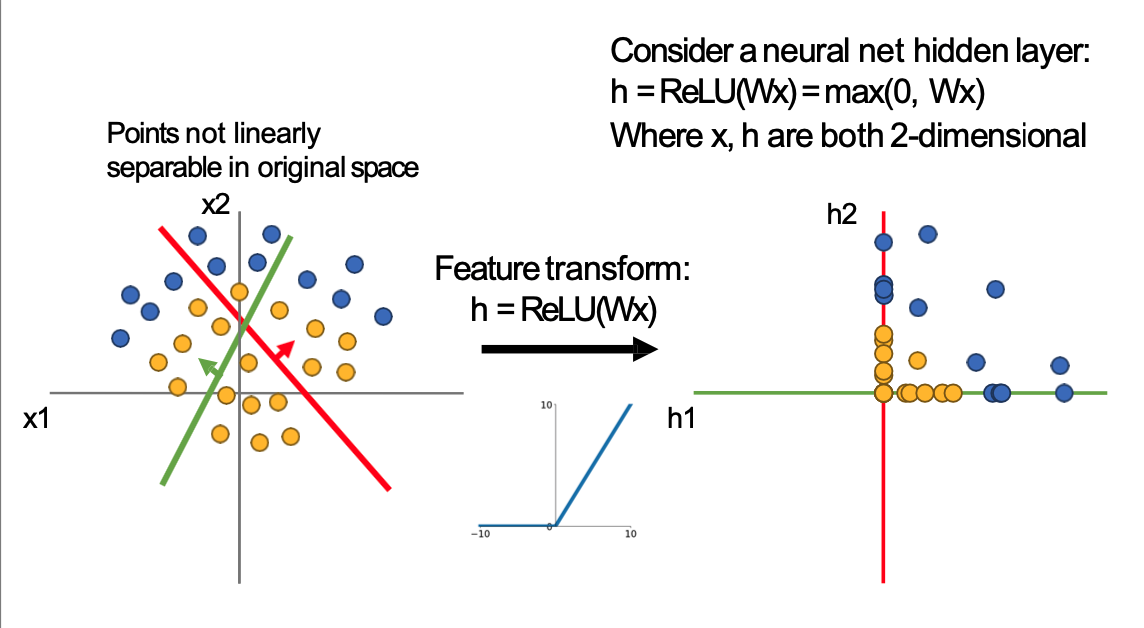 Consider a neural net hidden layer:
h = ReLU(Wx) = max(0, Wx)
Where x, h are both 2-dimensional
Points not linearly
separable in original space
x2
x1
Feature transform:
h = ReLU(Wx)
10
0
−10
10
h2
h1